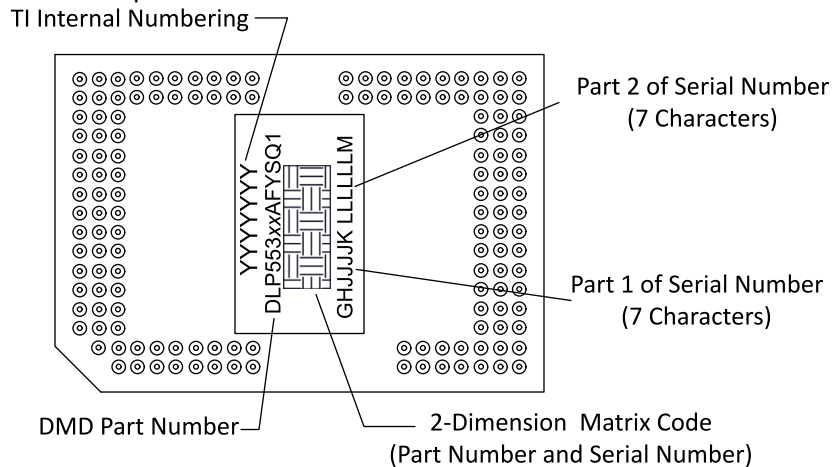 TI Internal Numbering
Part 2 of Serial Number
(7 Characters)
YYYYYYY
DLP553xxAFYSQ1
GHJJJJK LLLLLLM
Part 1 of Serial Number
(7 Characters)
DMD Part Number
2-Dimension Matrix Code
(Part Number and Serial Number)